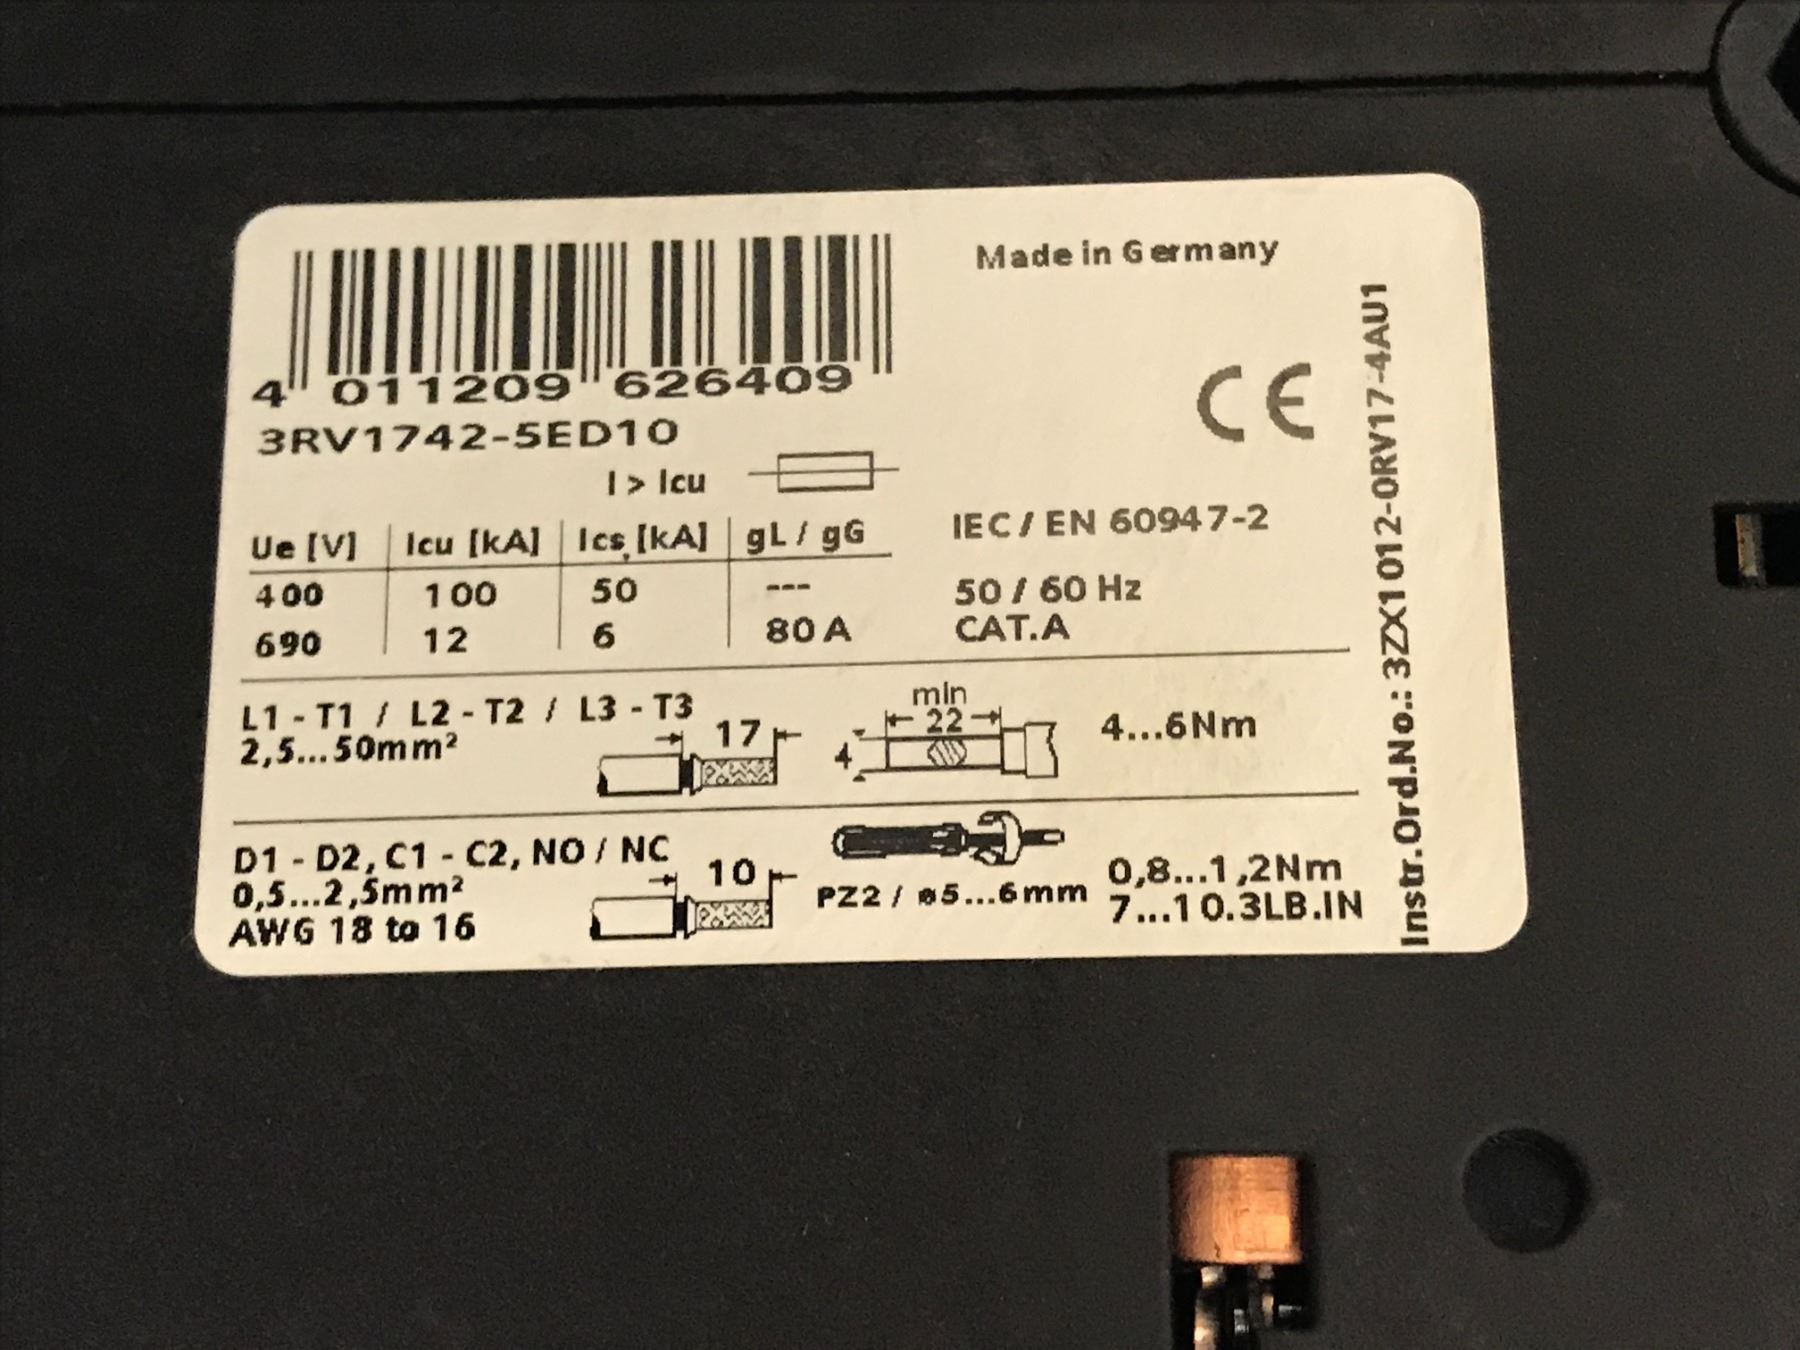 Made in Germany
4 011209 626409
3RV1742-5ED10
CE
I > Icu
Ue [V] Icu [kA] Ics [kA] gL / gG
400 100 50 ---
690 12 6 80 A
IEC / EN 60947-2
50 / 60 Hz
CAT.A
L1 - T1 / L2 - T2 / L3 - T3
2,5...50mm²
17
min
22
4
4...6Nm
D1 - D2, C1 - C2, NO / NC
0,5...2,5mm²
AWG 18 to 16
10
PZ2 / ø5...6mm
0,8...1,2Nm
7...10.3LB.IN
Instr.Ord.No.: 3ZX1012-0RV17-4AU1